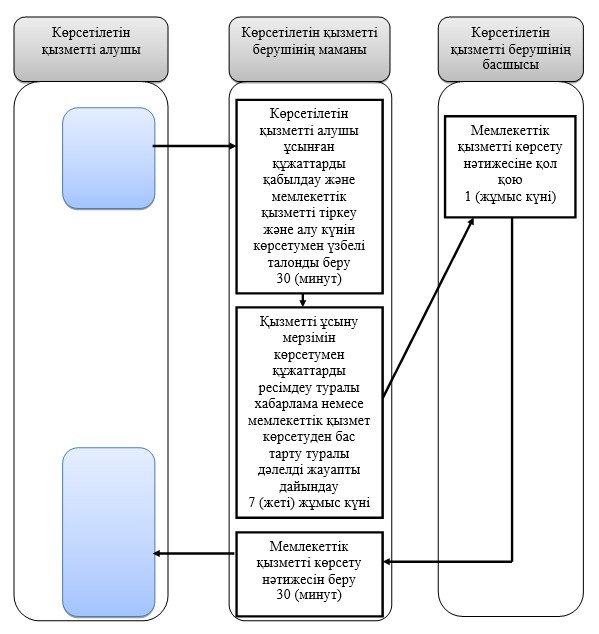 Көрсетілетін
қызметті алушы
Көрсетілетін қызметті
берушінің маманы
Көрсетілетін
қызметті берушінің
басшысы
Көрсетілетін
қызметті алушы
ұсынған
құжаттарды
қабылдау және
мемлекеттік
қызметті тіркеу
және алу күнін
көрсетумен үзбелі
талонды беру
30 (минут)
Қызметті ұсыну
мерзімін
көрсетумен
құжаттарды
ресімдеу туралы
хабарлама немесе
мемлекеттік қызмет
көрсетуден бас
тарту туралы
дәлелді жауапты
дайындау
7 (жеті) жұмыс күні
Мемлекеттік
қызметті көрсету
нәтижесіне қол
қою
1 (жұмыс күні)
Мемлекеттік
қызметті көрсету
нәтижесін беру
30 (минут)